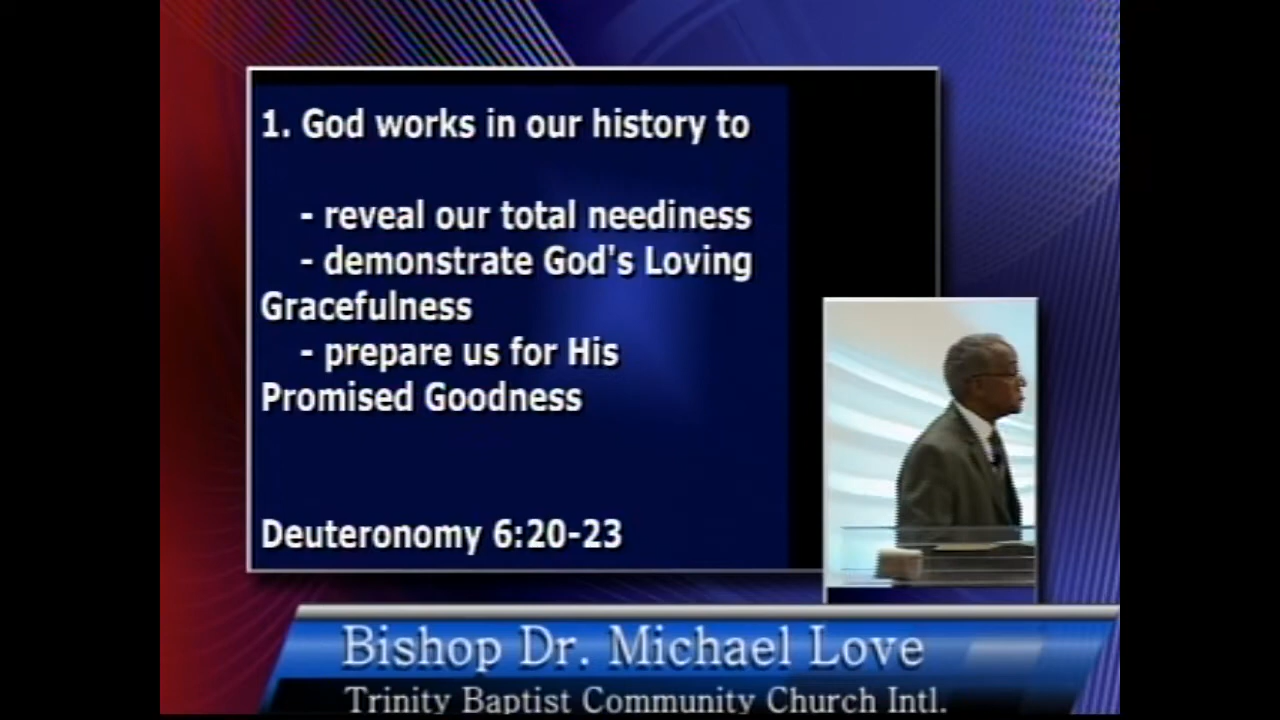 1. God works in our history to
- reveal our total neediness
- demonstrate God's Loving
Gracefulness
- prepare us for His
Promised Goodness
Deuteronomy 6:20-23
Bishop Dr. Michael Love
Trinity Baptist Community Church Intl.